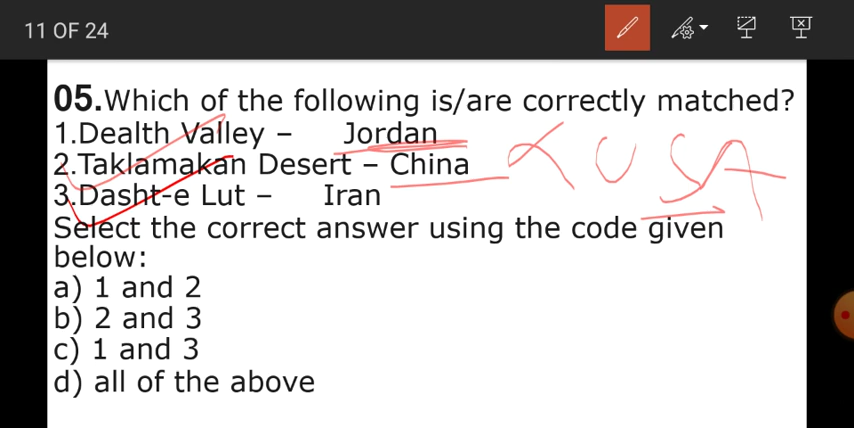 11 OF 24
05.Which of the following is/are correctly matched?
1.Dealth Valley – Jordan
2.Taklamakan Desert – China
3.Dasht-e Lut – Iran
USA
Select the correct answer using the code given
below:
a) 1 and 2
b) 2 and 3
c) 1 and 3
d) all of the above